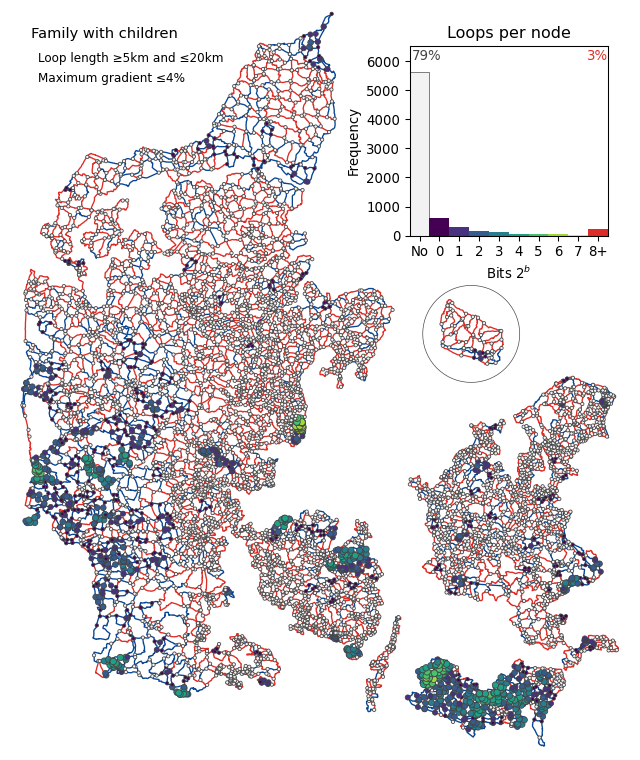 Family with children
Loop length ≥5km and ≤20km
Maximum gradient ≤4%
Loops per node
79%
3%
6000
5000
4000
3000
2000
1000
0
Frequency
No 0 1 2 3 4 5 6 7 8+
Bits 2^b